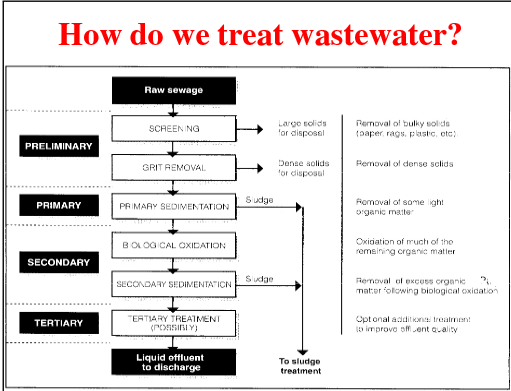 How do we treat wastewater?
Raw sewage
SCREENING
Large solids
for disposal
Removal of bulky solids
(paper, rags, plastic, etc)
PRELIMINARY
GRIT REMOVAL
Dense solids
for disposal
Removal of dense solids
PRIMARY
PRIMARY SEDIMENTATION
Sludge
Removal of some light
organic matter
SECONDARY
BIOLOGICAL OXIDATION
Oxidation of much of the
remaining organic matter
SECONDARY SEDIMENTATION
Sludge
Removal of excess organic
matter following biological oxidation
TERTIARY
TERTIARY TREATMENT
(POSSIBLY)
Optional additional treatment
to improve effluent quality
Liquid effluent
to discharge
To sludge
treatment